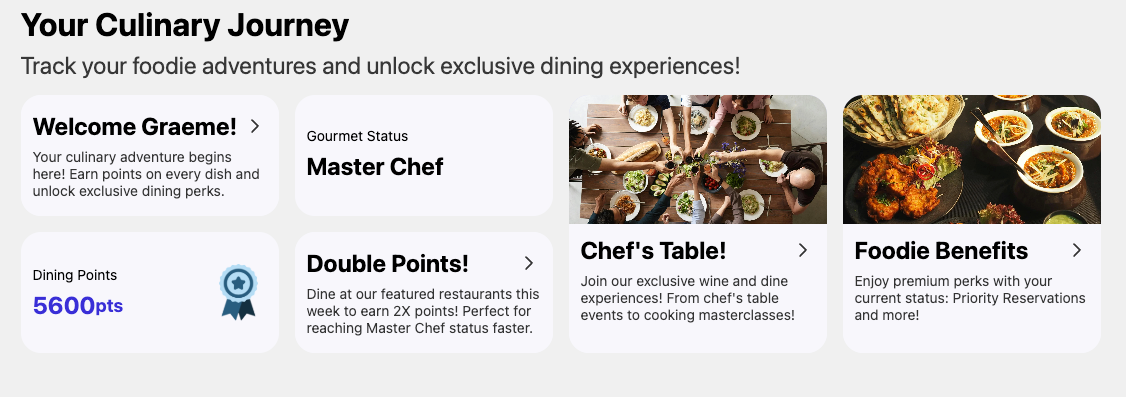 Your Culinary Journey
Track your foodie adventures and unlock exclusive dining experiences!
Welcome Graeme!
Your culinary adventure begins
here! Earn points on every dish and
unlock exclusive dining perks.
Gourmet Status
Master Chef
Dining Points
5600pts
Double Points!
Dine at our featured restaurants this
week to earn 2X points! Perfect for
reaching Master Chef status faster.
Chef's Table!
Join our exclusive wine and dine
experiences! From chef's table
events to cooking masterclasses!
Foodie Benefits
Enjoy premium perks with your
current status: Priority Reservations
and more!